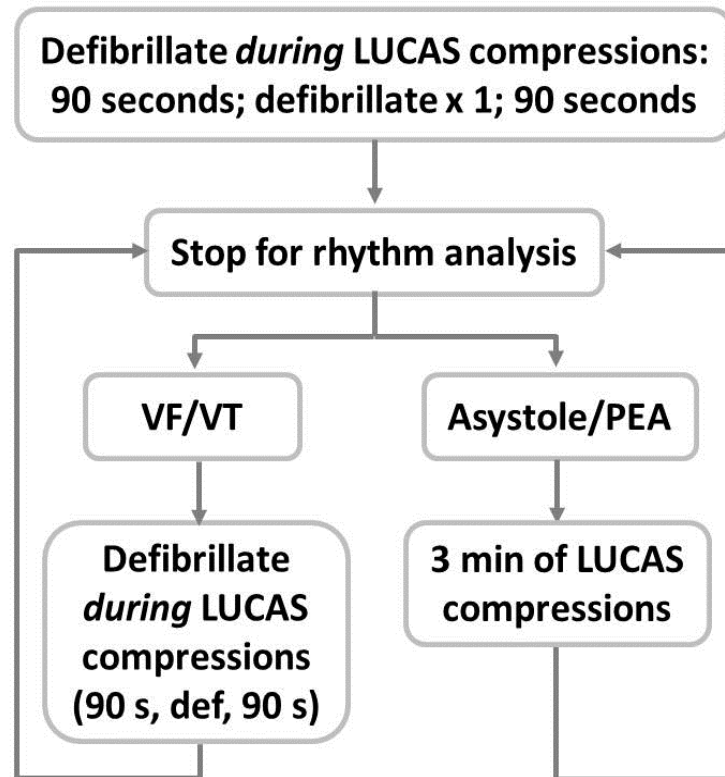 Defibrillate during LUCAS compressions:
90 seconds; defibrillate x 1; 90 seconds
Stop for rhythm analysis
VF/VT
Asystole/PEA
Defibrillate
during LUCAS
compressions
(90 s, def, 90 s)
3 min of LUCAS
compressions